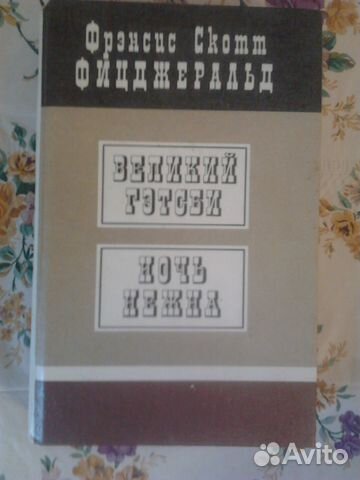 Фрэнсис Скотт
ФИЦДЖЕРАЛЬД
ВЕЛИКИЙ
ГЭТСБИ
НОЧЬ
НЕЖНА
Avito